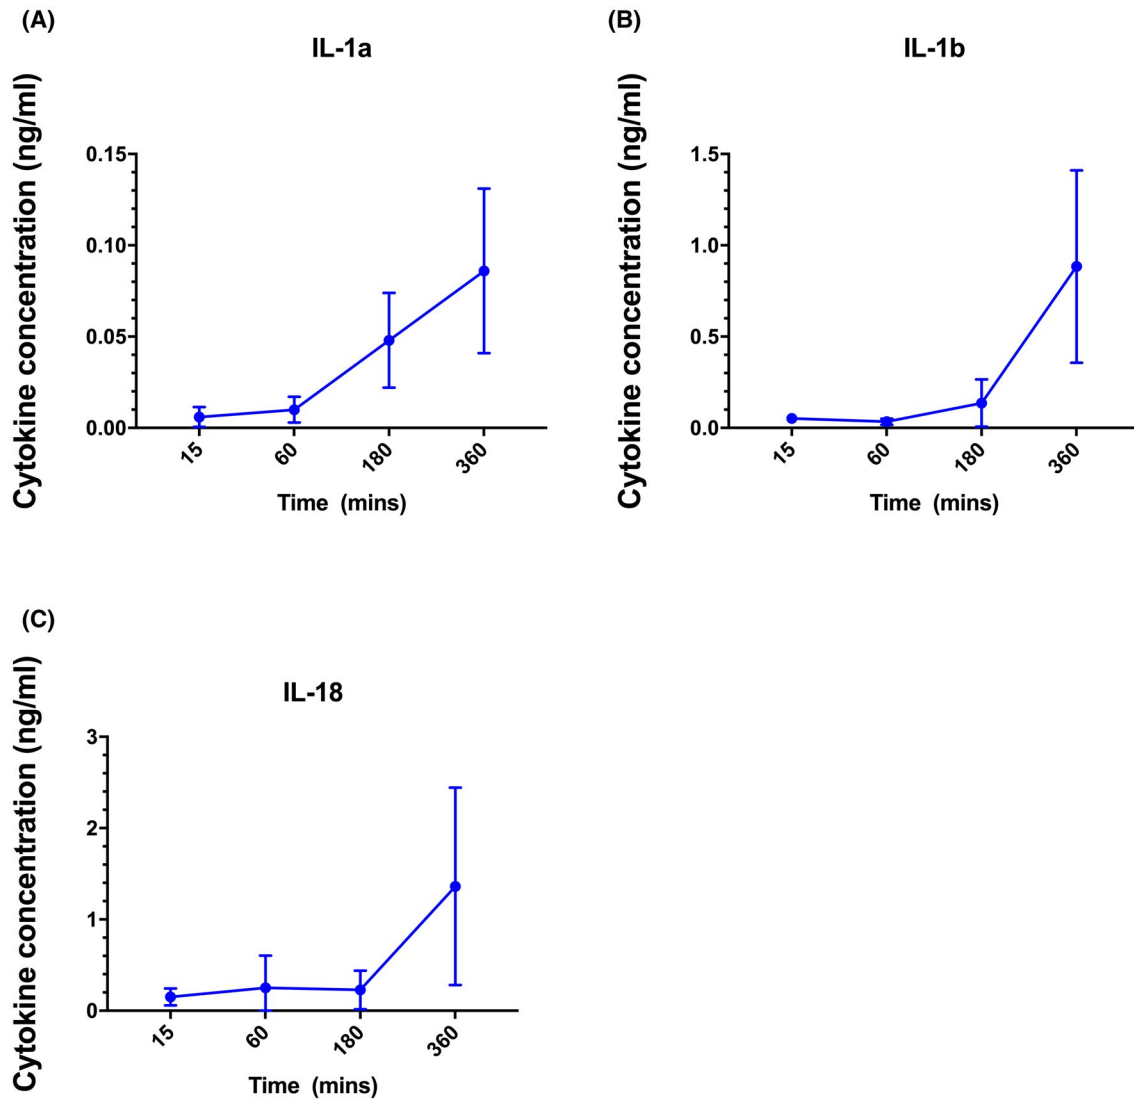 (A)
IL-1a
Cytokine concentration (ng/ml)
0.15
0.10
0.05
0.00
15
60
180
360
Time (mins)
(B)
IL-1b
Cytokine concentration (ng/ml)
1.5
1.0
0.5
0.0
15
60
180
360
Time (mins)
(C)
IL-18
Cytokine concentration (ng/ml)
3
2
1
0
15
60
180
360
Time (mins)